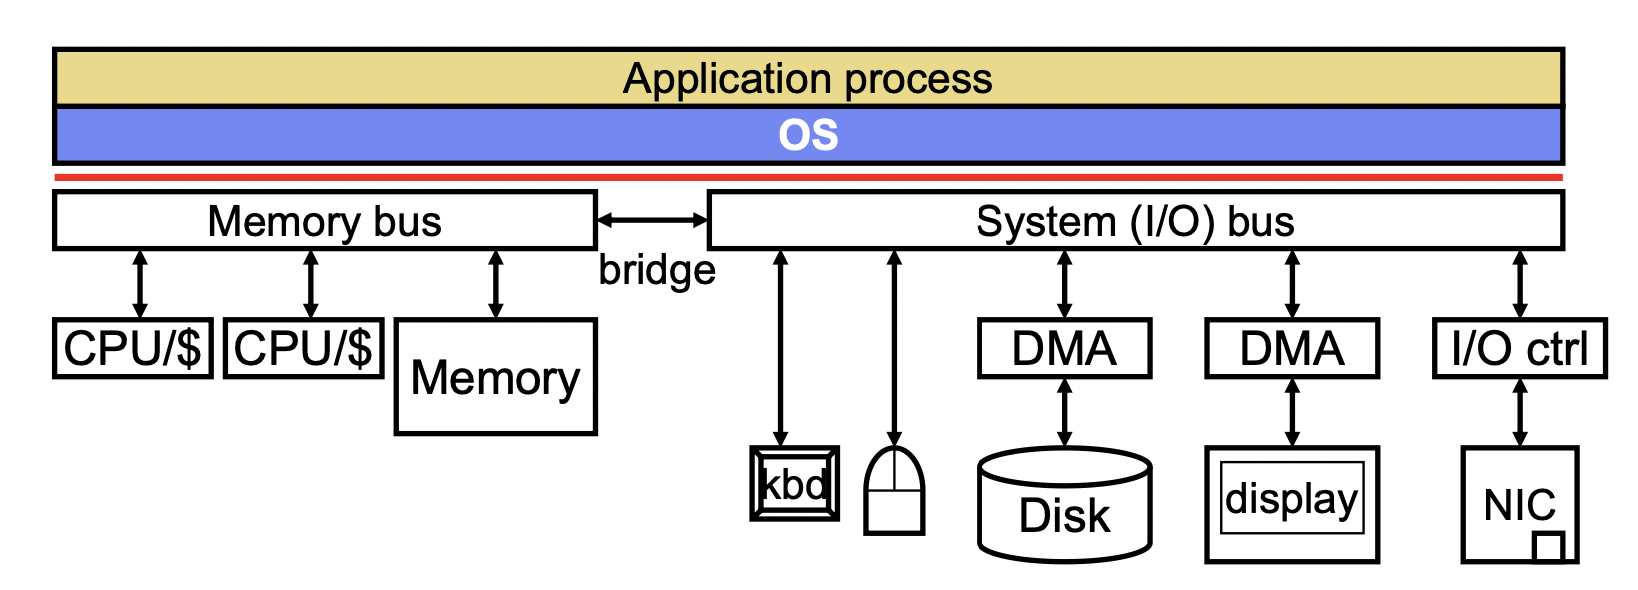 Application process
OS
Memory bus
System (I/O) bus
bridge
CPU/$
CPU/$
Memory
DMA
DMA
I/O ctrl
kbd
Disk
display
NIC